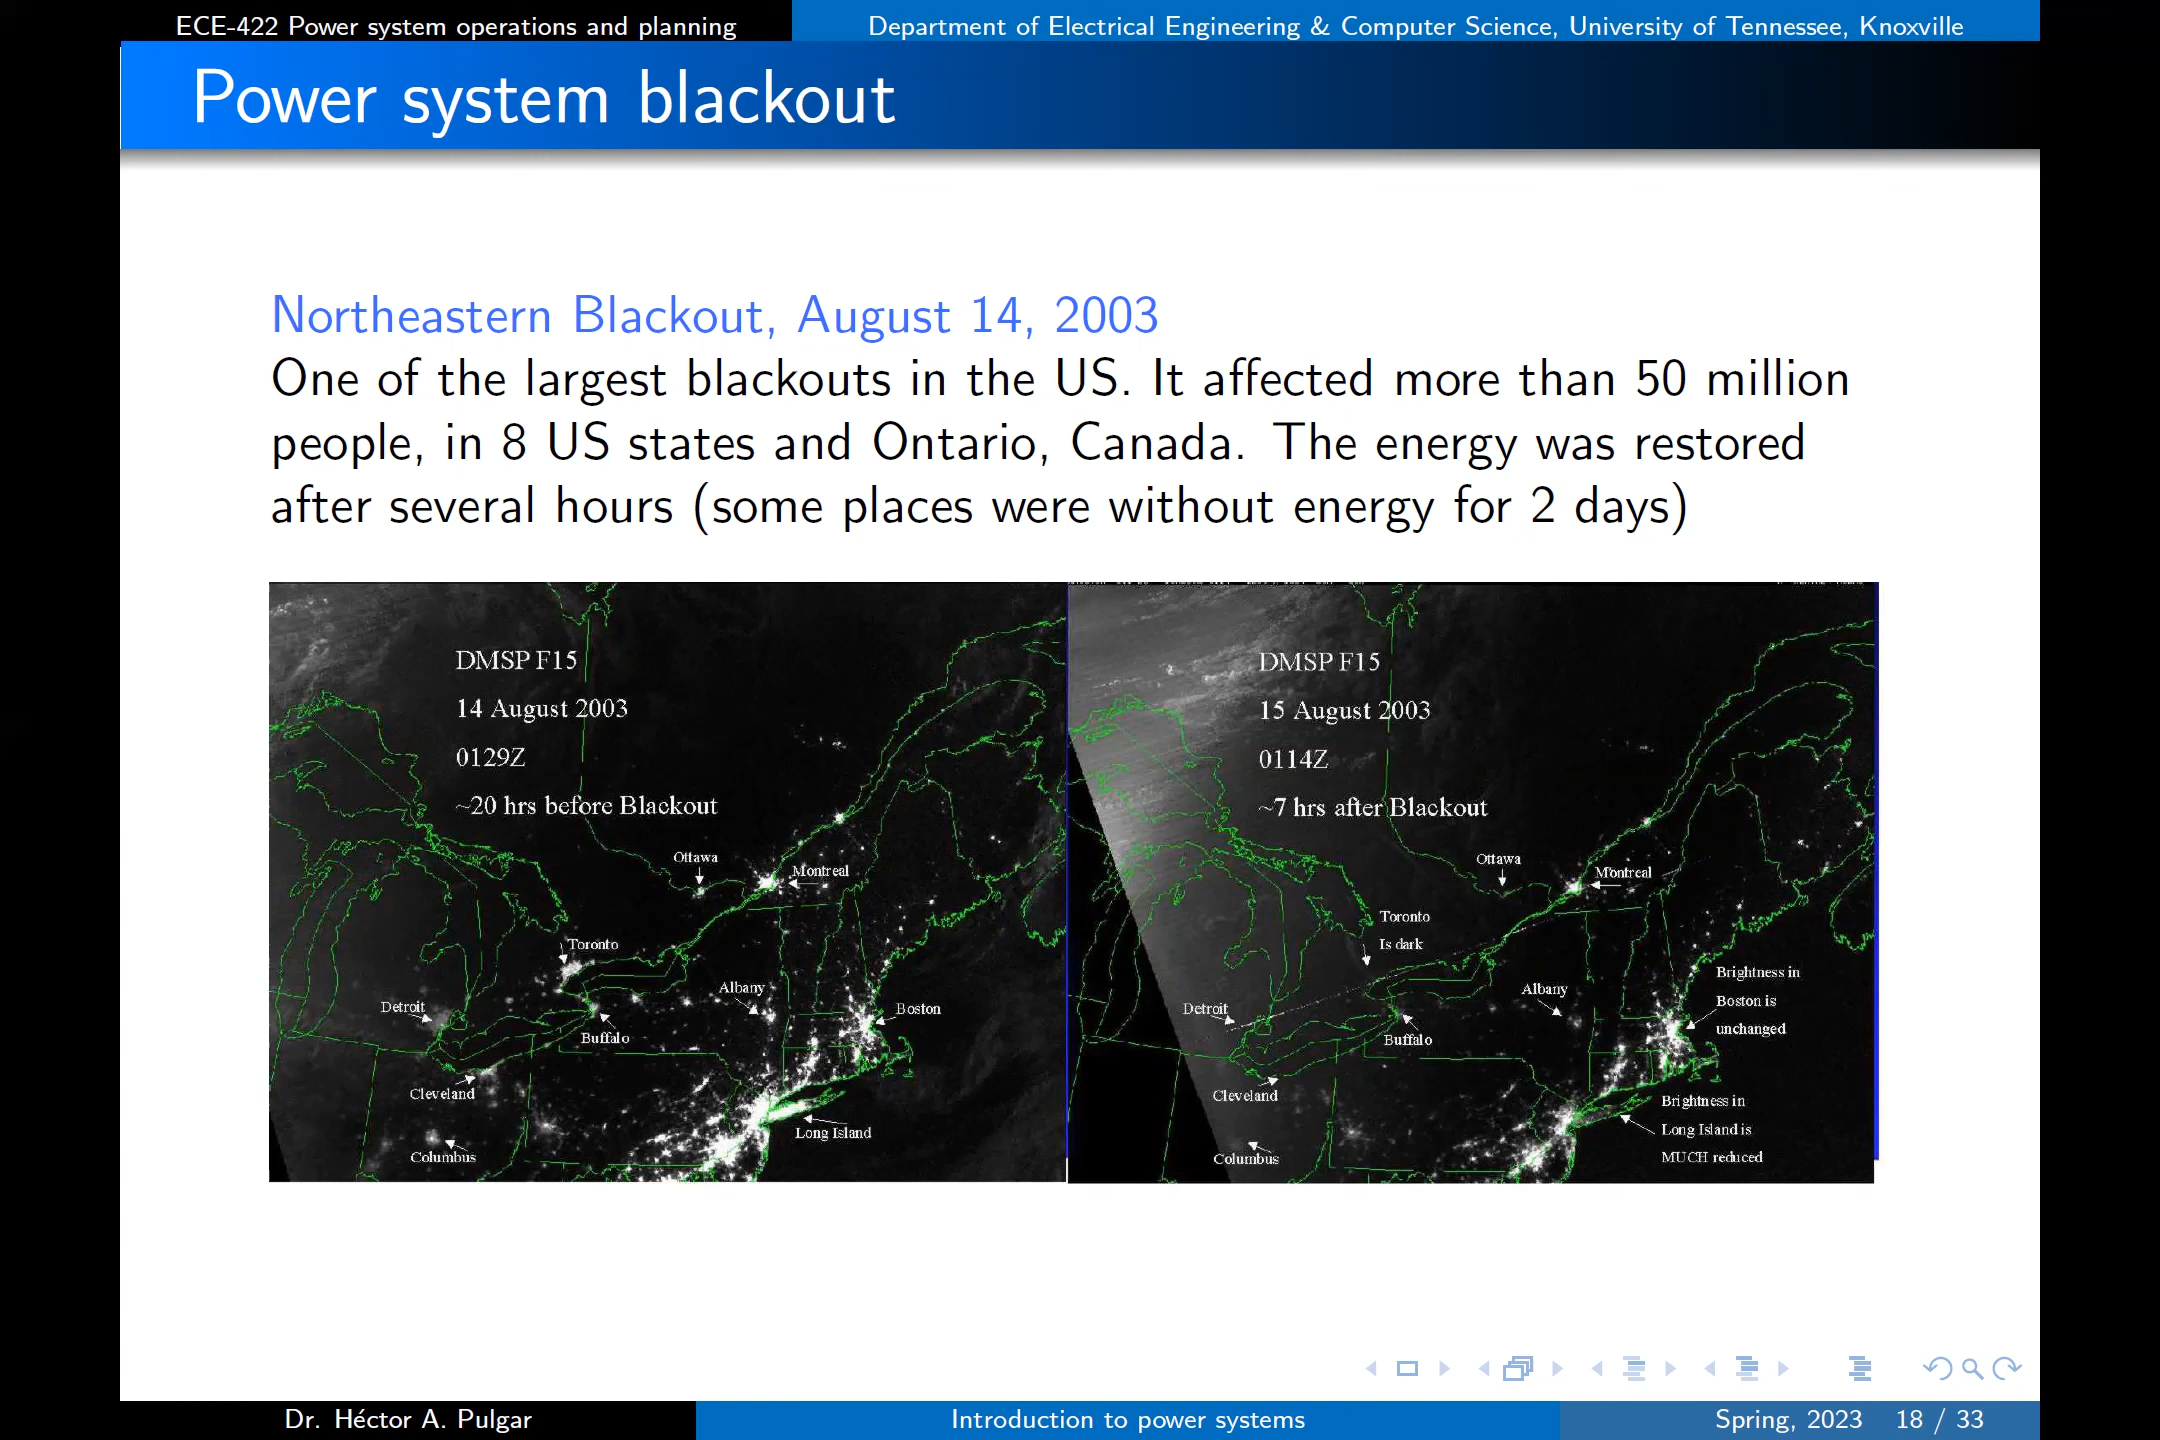 ECE-422 Power system operations and planning
Department of Electrical Engineering & Computer Science, University of Tennessee, Knoxville
Power system blackout
Northeastern Blackout, August 14, 2003
One of the largest blackouts in the US. It affected more than 50 million
people, in 8 US states and Ontario, Canada. The energy was restored
after several hours (some places were without energy for 2 days)
DMSP F15
14 August 2003
0129Z
~20 hrs before Blackout
Ottawa
Montreal
Toronto
Albany
Detroit
Boston
Buffalo
Cleveland
Long Island
Columbus
DMSP F15
15 August 2003
0114Z
~7 hrs after Blackout
Ottawa
Montreal
Toronto
Is dark
Brightness in
Boston is
unchanged
Albany
Detroit
Buffalo
Cleveland
Brightness in
Long Island is
MUCH reduced
Columbus
Dr. Héctor A. Pulgar
Introduction to power systems
Spring, 2023 18 / 33